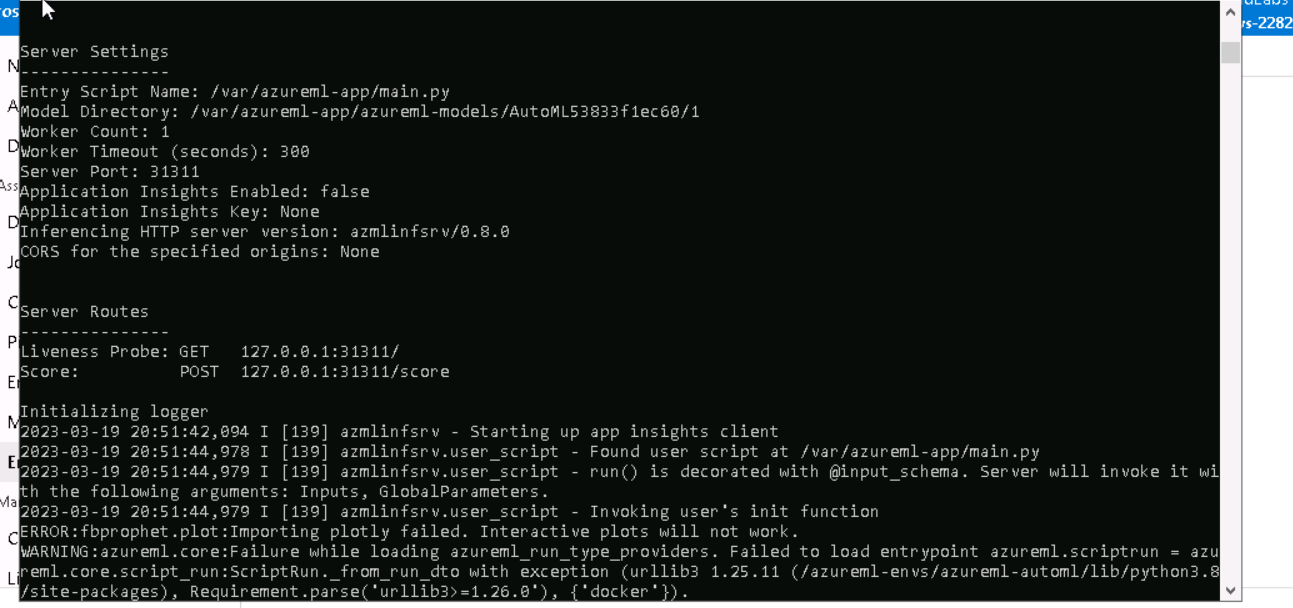 Server Settings
---------------
Entry Script Name: /var/azureml-app/main.py
Model Directory: /var/azureml-app/azureml-models/AutoML53833f1ec60/1
Worker Count: 1
Worker Timeout (seconds): 300
Server Port: 31311
Application Insights Enabled: false
Application Insights Key: None
Inferencing HTTP server version: azmlinfsrv/0.8.0
CORS for the specified origins: None
Server Routes
---------------
Liveness Probe: GET   127.0.0.1:31311/
Score:          POST  127.0.0.1:31311/score
Initializing logger
2023-03-19 20:51:42,094 I [139] azmlinfsrv - Starting up app insights client
2023-03-19 20:51:44,978 I [139] azmlinfsrv.user_script - Found user script at /var/azureml-app/main.py
2023-03-19 20:51:44,979 I [139] azmlinfsrv.user_script - run() is decorated with @input_schema. Server will invoke it wi
th the following arguments: Inputs, GlobalParameters.
2023-03-19 20:51:44,979 I [139] azmlinfsrv.user_script - Invoking user's init function
ERROR:fbprophet.plot:Importing plotly failed. Interactive plots will not work.
WARNING:azureml.core:Failure while loading azureml_run_type_providers. Failed to load entrypoint azureml.scriptrun = azu
reml.core.script_run:ScriptRun._from_run_dto with exception (urllib3 1.25.11 (/azureml-envs/azureml-automl/lib/python3.8
/site-packages), Requirement.parse('urllib3>=1.26.0'), {'docker'}).